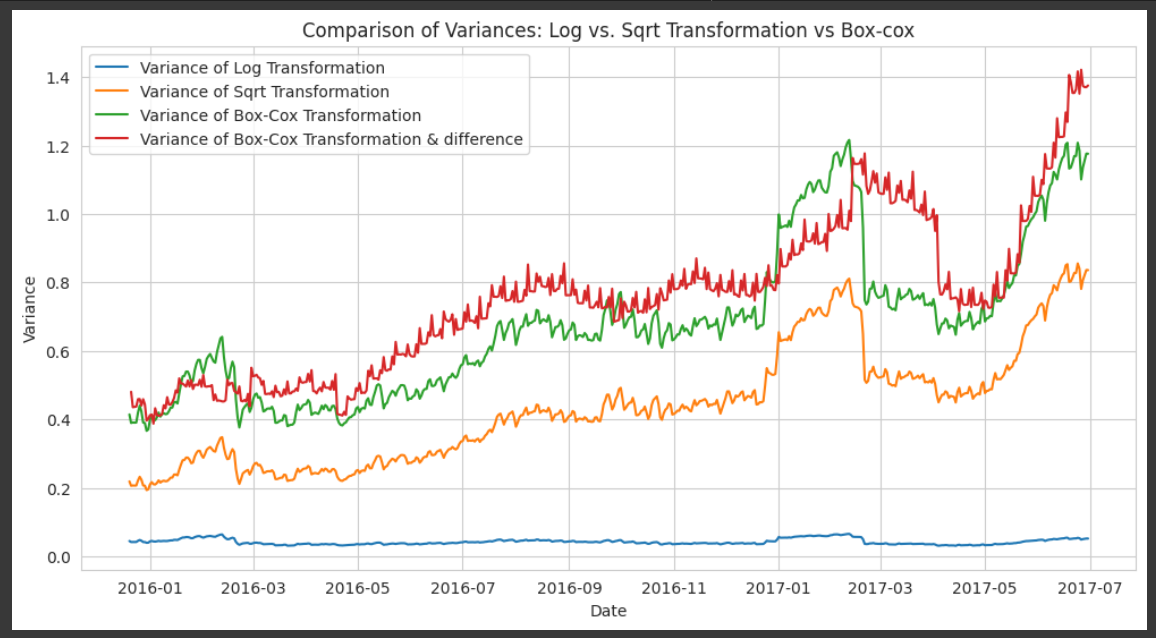 Comparison of Variances: Log vs. Sqrt Transformation vs Box-cox
Variance of Log Transformation
Variance of Sqrt Transformation
Variance of Box-Cox Transformation
Variance of Box-Cox Transformation & difference
1.4
1.2
1.0
0.8
0.6
0.4
0.2
0.0
Variance
2016-01 2016-03 2016-05 2016-07 2016-09 2016-11 2017-01 2017-03 2017-05 2017-07
Date